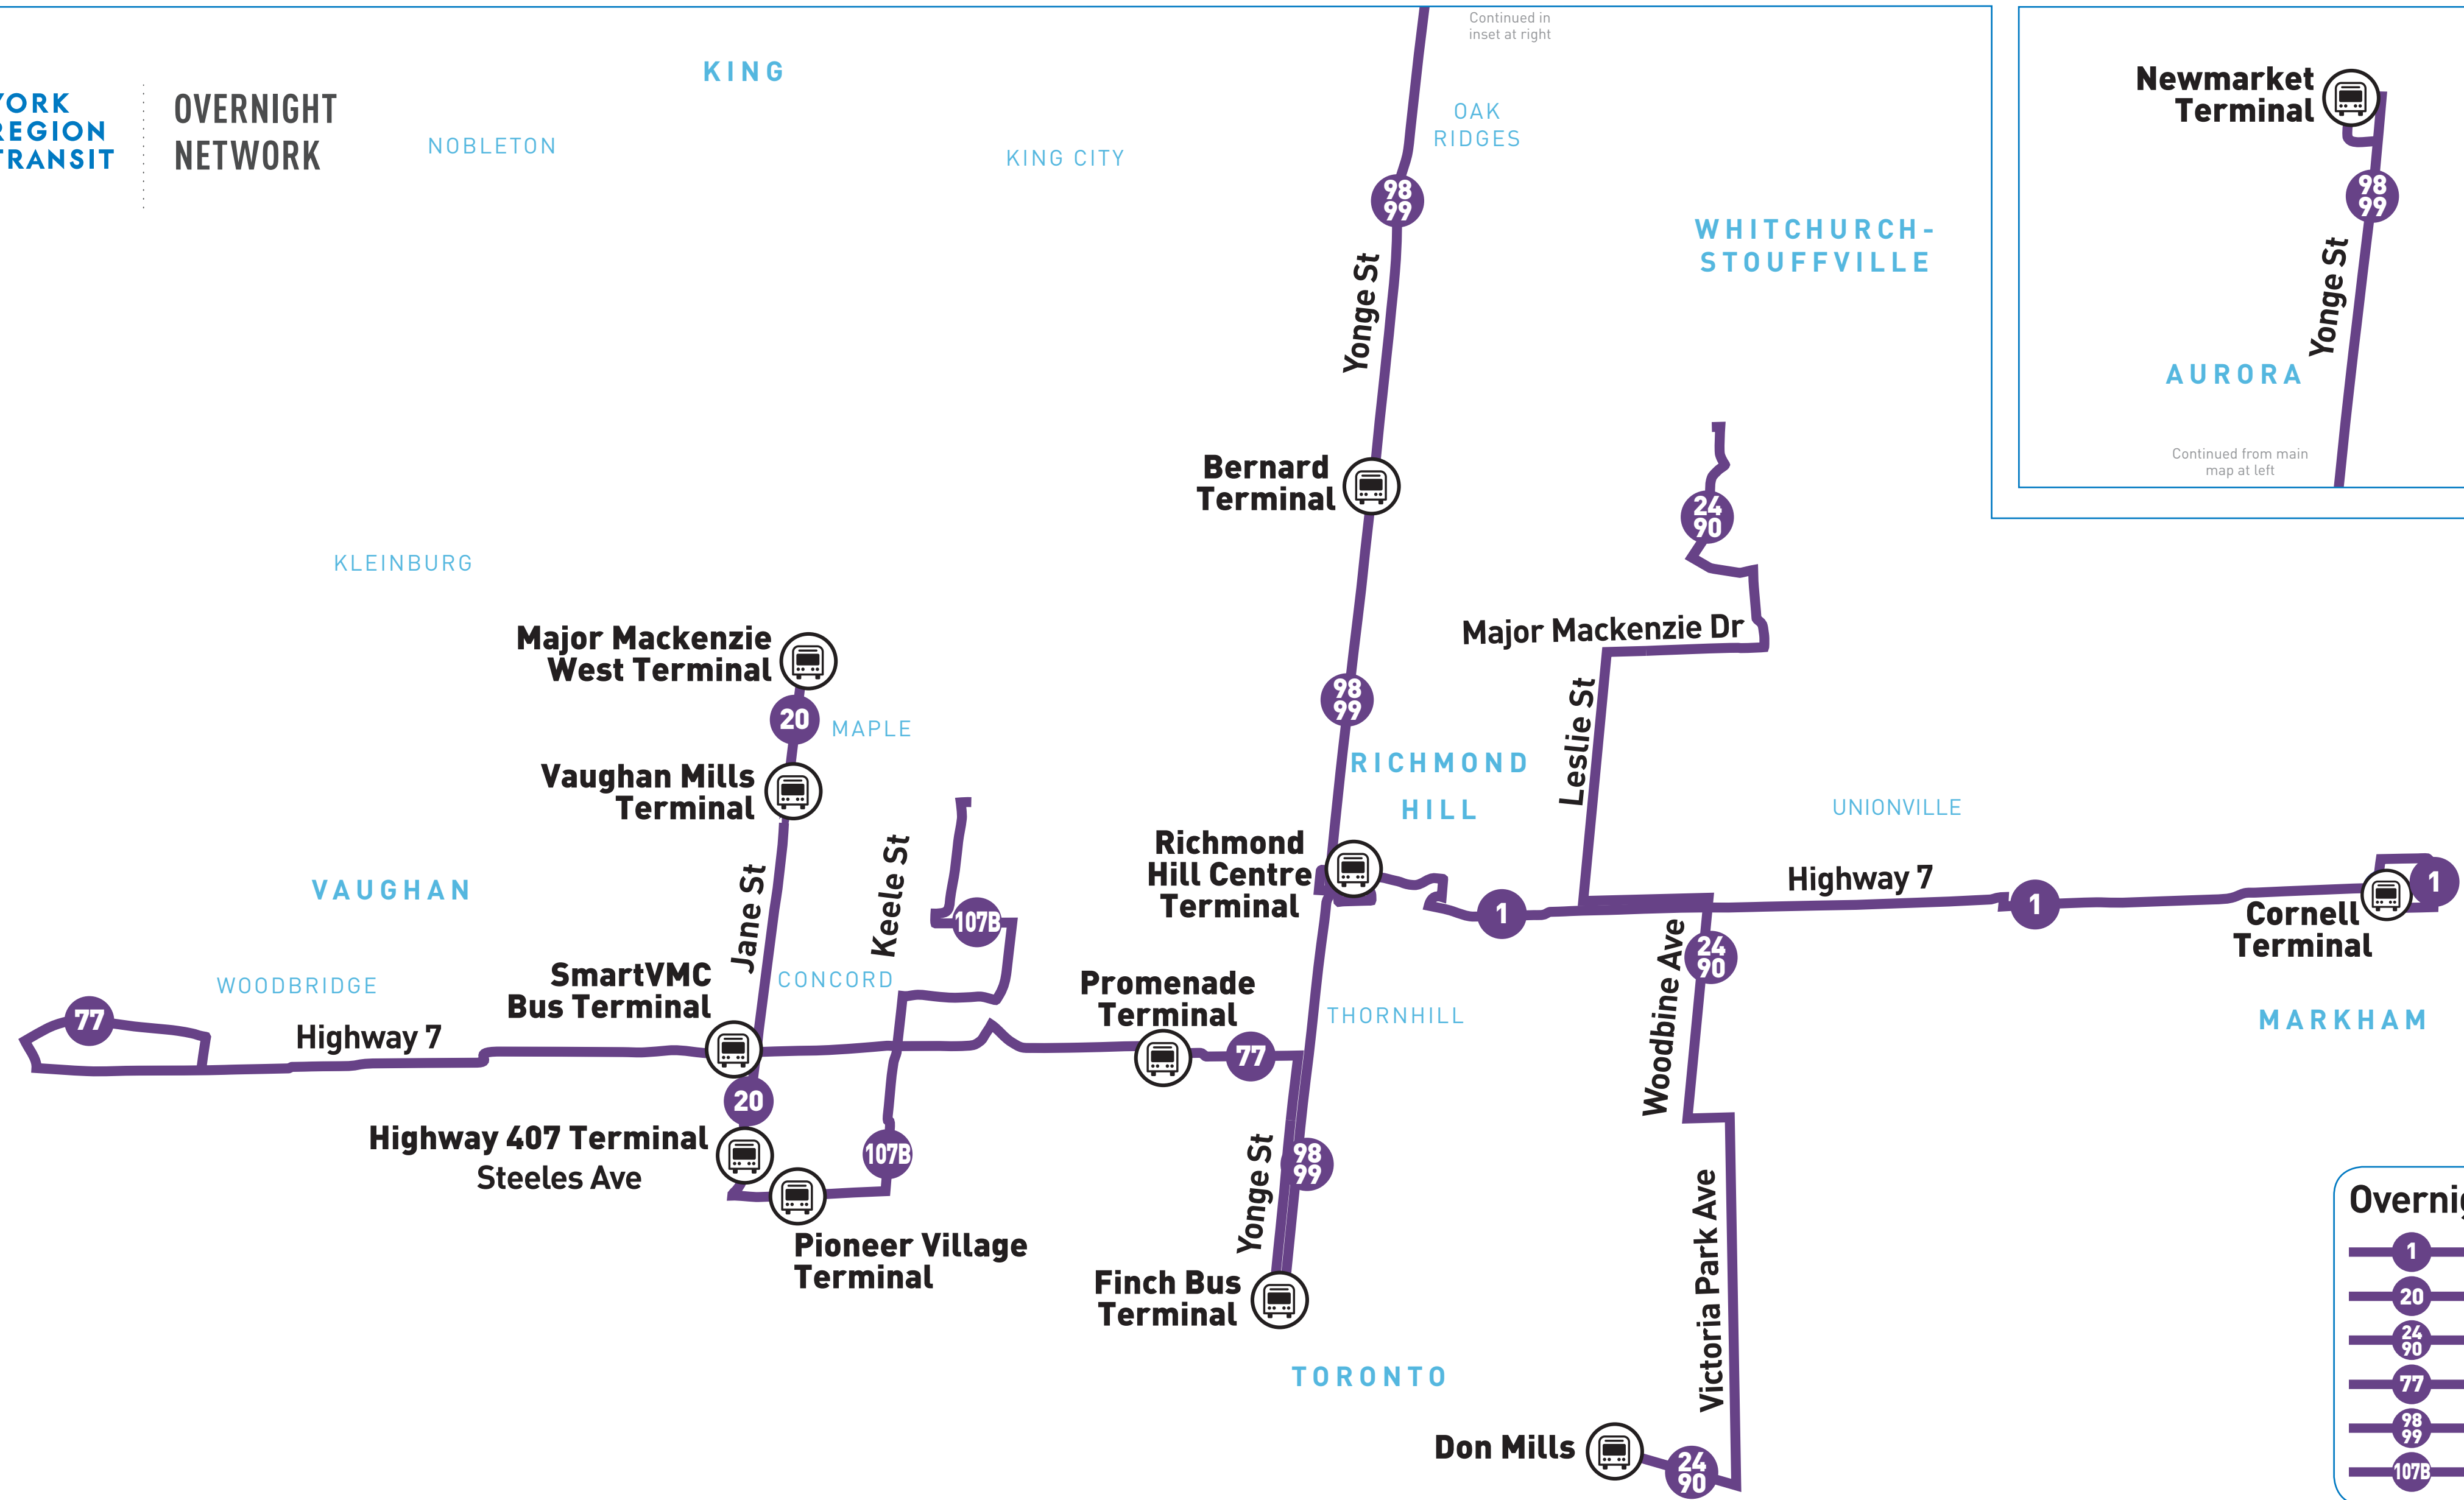 OVERNIGHT
NETWORK
TRANSIT
KING
NOBLETON
KING CITY
Continued in
inset at right
OAK
RIDGES
98
99
WHITCHURCH-
STOUFFVILLE
Yonge St
Newmarket
Terminal
98
99
Yonge St
AURORA
Continued from main
map at left
Bernard
Terminal
24
90
KLEINBURG
Major Mackenzie
West Terminal
20
MAPLE
Vaughan Mills
Terminal
98
99
Major Mackenzie Dr
Leslie St
RICHMOND
HILL
UNIONVILLE
VAUGHAN
Jane St
Keele St
107B
Richmond
Hill Centre
Terminal
1
Highway 7
1
1
Cornell
Terminal
WOODBRIDGE
77
Highway 7
SmartVMC
Bus Terminal
CONCORD
Promenade
Terminal
77
THORNHILL
Woodbine Ave
24
90
MARKHAM
20
Highway 407 Terminal
Steeles Ave
107B
Pioneer Village
Terminal
Yonge St
98
99
Finch Bus
Terminal
TORONTO
Victoria Park Ave
Don Mills
24
90
1
20
24
90
77
98
99
107B